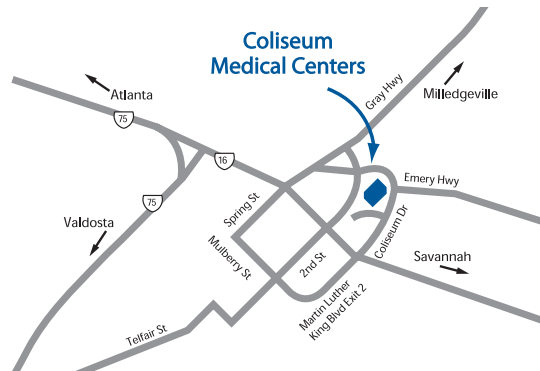 Coliseum
Medical Centers
Gray Hwy
Milledgeville
Atlanta
75
16
Emery Hwy
75
Spring St
Valdosta
Mulberry St
2nd St
Coliseum Dr
Savannah
Martin Luther
King Blvd Exit 2
Telfair St